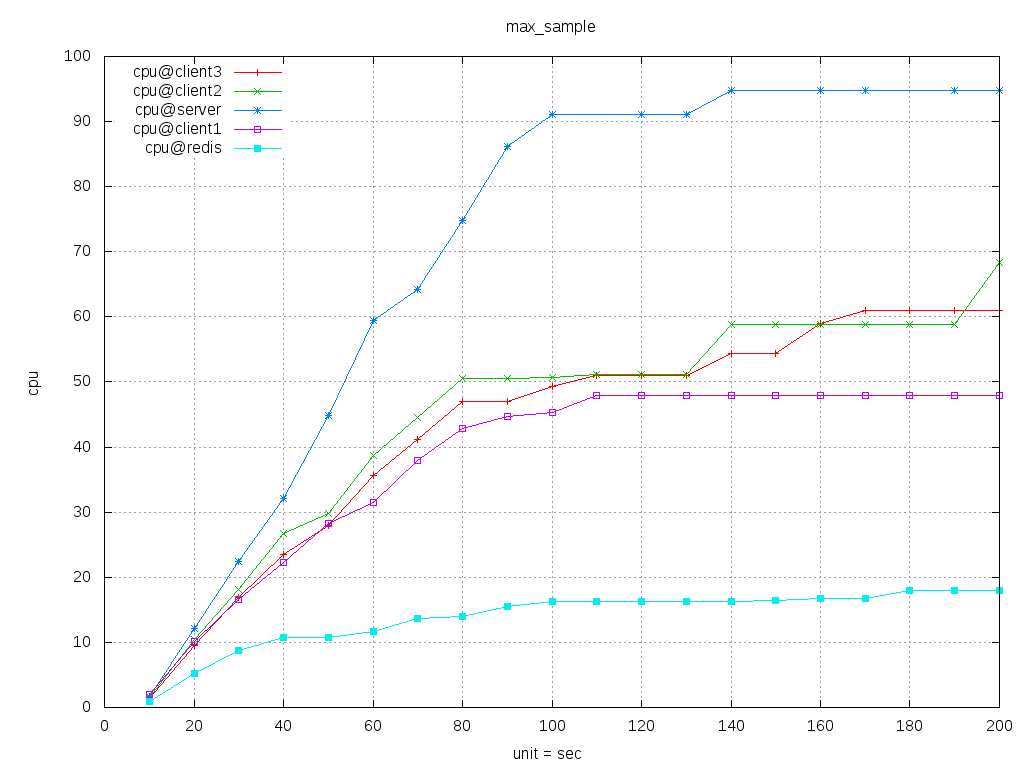 max_sample
100
90
80
70
60
50
40
30
20
10
0
cpu@client3
cpu@client2
cpu@server
cpu@client1
cpu@redis
cpu
0 20 40 60 80 100 120 140 160 180 200
unit = sec